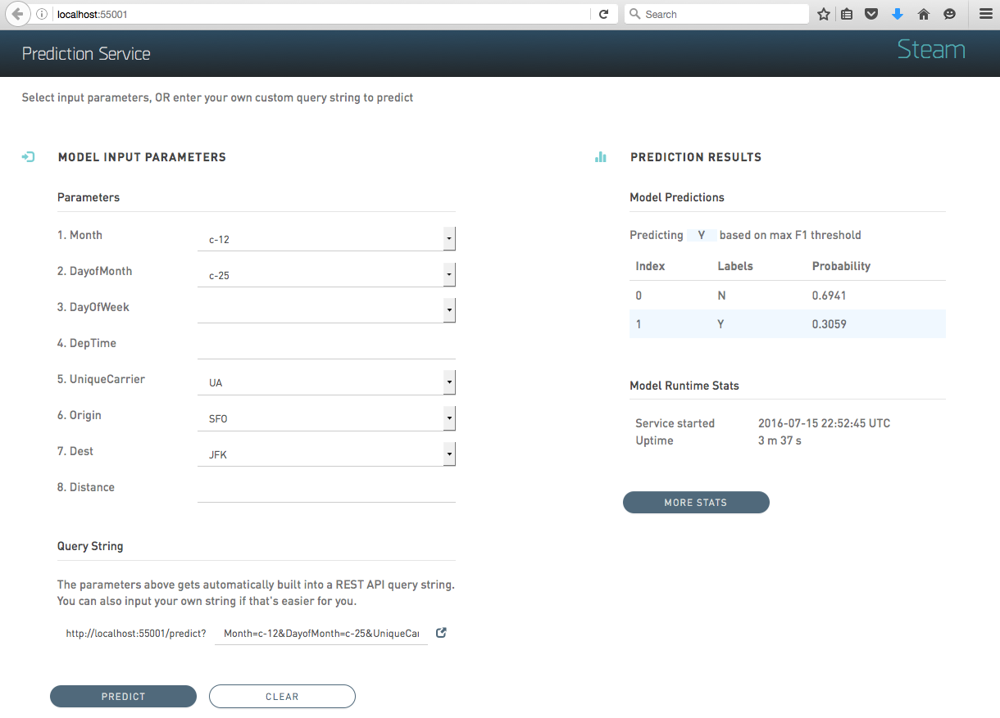 localhost:55001
Search
Prediction Service
Steam
Select input parameters, OR enter your own custom query string to predict
MODEL INPUT PARAMETERS
Parameters
1. Month c-12
2. DayofMonth c-25
3. DayOfWeek
4. DepTime
5. UniqueCarrier UA
6. Origin SFO
7. Dest JFK
8. Distance
Query String
The parameters above gets automatically built into a REST API query string.
You can also input your own string if that's easier for you.
http://localhost:55001/predict? Month=c-12&DayofMonth=c-25&UniqueCar
PREDICT CLEAR
PREDICTION RESULTS
Model Predictions
Predicting Y based on max F1 threshold
Index Labels Probability
0 N 0.6941
1 Y 0.3059
Model Runtime Stats
Service started 2016-07-15 22:52:45 UTC
Uptime 3 m 37 s
MORE STATS